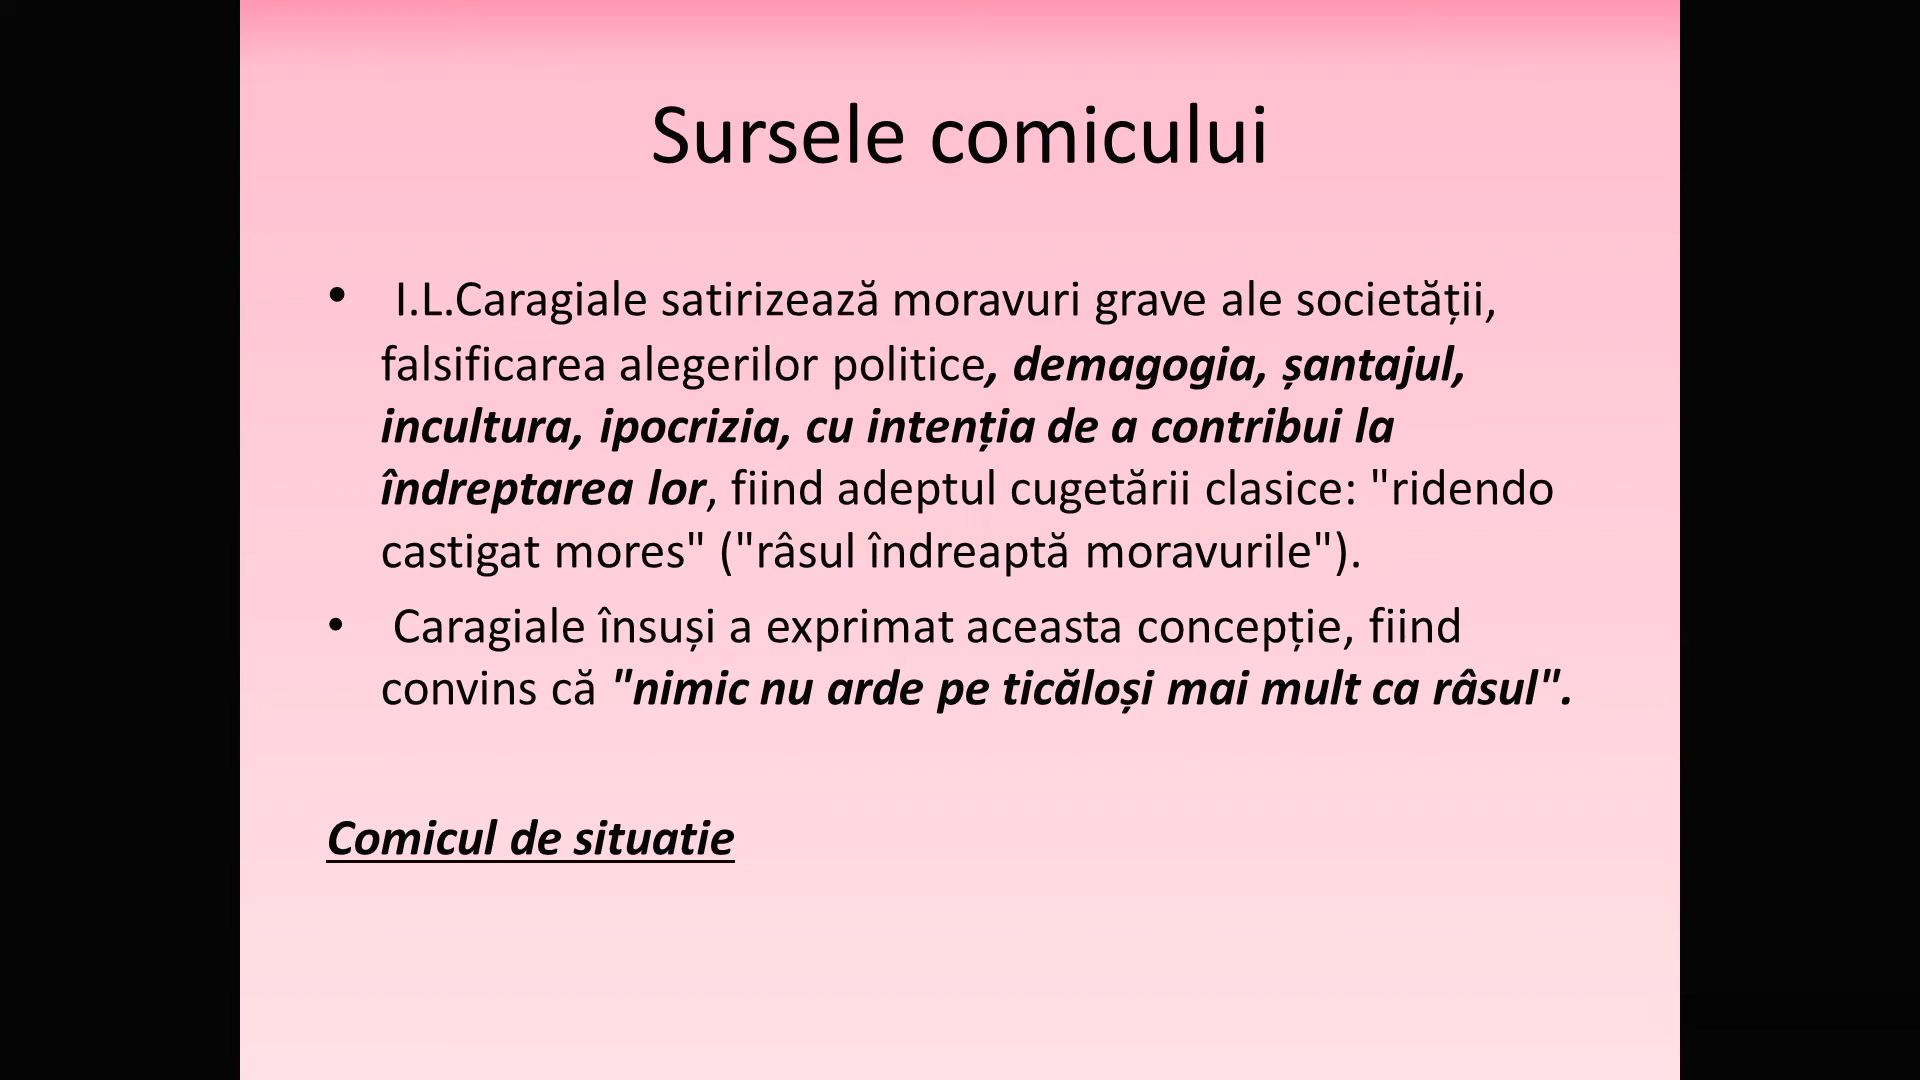 Sursele comicului
• I.L.Caragiale satirizează moravuri grave ale societății,
falsificarea alegerilor politice, demagogia, șantajul,
incultura, ipocrizia, cu intenția de a contribui la
îndreptarea lor, fiind adeptul cugetării clasice: "ridendo
castigat mores" ("râsul îndreaptă moravurile").
• Caragiale însuși a exprimat aceasta concepție, fiind
convins că "nimic nu arde pe ticăloși mai mult ca râsul".
Comicul de situatie